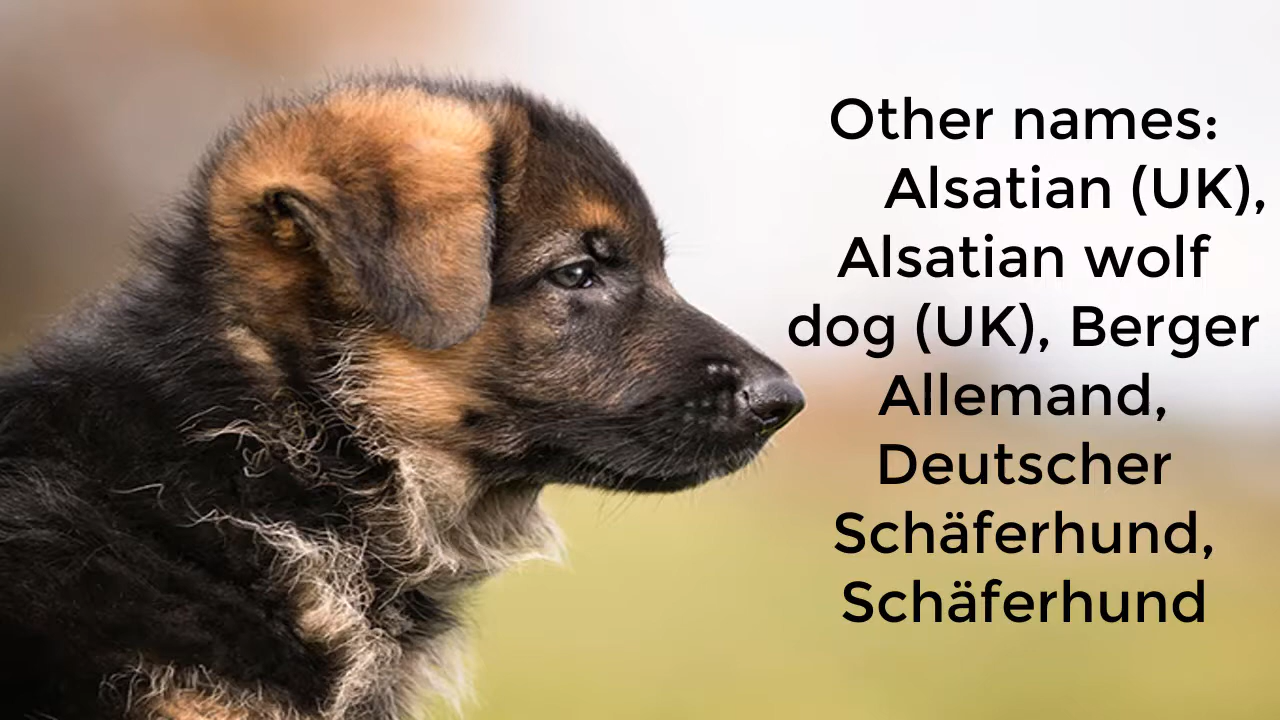 Other names:
Alsatian (UK),
Alsatian wolf
dog (UK), Berger
Allemand,
Deutscher
Schäferhund,
Schäferhund